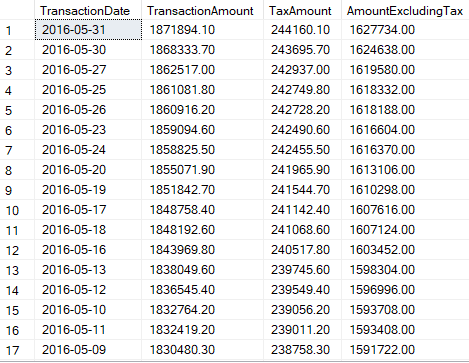 TransactionDate TransactionAmount TaxAmount AmountExcludingTax
1 2016-05-31 1871894.10 244160.10 1627734.00
2 2016-05-30 1868333.70 243695.70 1624638.00
3 2016-05-27 1862517.00 242937.00 1619580.00
4 2016-05-25 1861081.80 242749.80 1618332.00
5 2016-05-26 1860916.20 242728.20 1618188.00
6 2016-05-23 1859094.60 242490.60 1616604.00
7 2016-05-24 1858825.50 242455.50 1616370.00
8 2016-05-20 1855071.90 241965.90 1613106.00
9 2016-05-19 1851842.70 241544.70 1610298.00
10 2016-05-17 1848758.40 241142.40 1607616.00
11 2016-05-18 1848192.60 241068.60 1607124.00
12 2016-05-16 1843969.80 240517.80 1603452.00
13 2016-05-13 1838049.60 239745.60 1598304.00
14 2016-05-12 1836545.40 239549.40 1596996.00
15 2016-05-10 1832764.20 239056.20 1593708.00
16 2016-05-11 1832419.20 239011.20 1593408.00
17 2016-05-09 1830480.30 238758.30 1591722.00